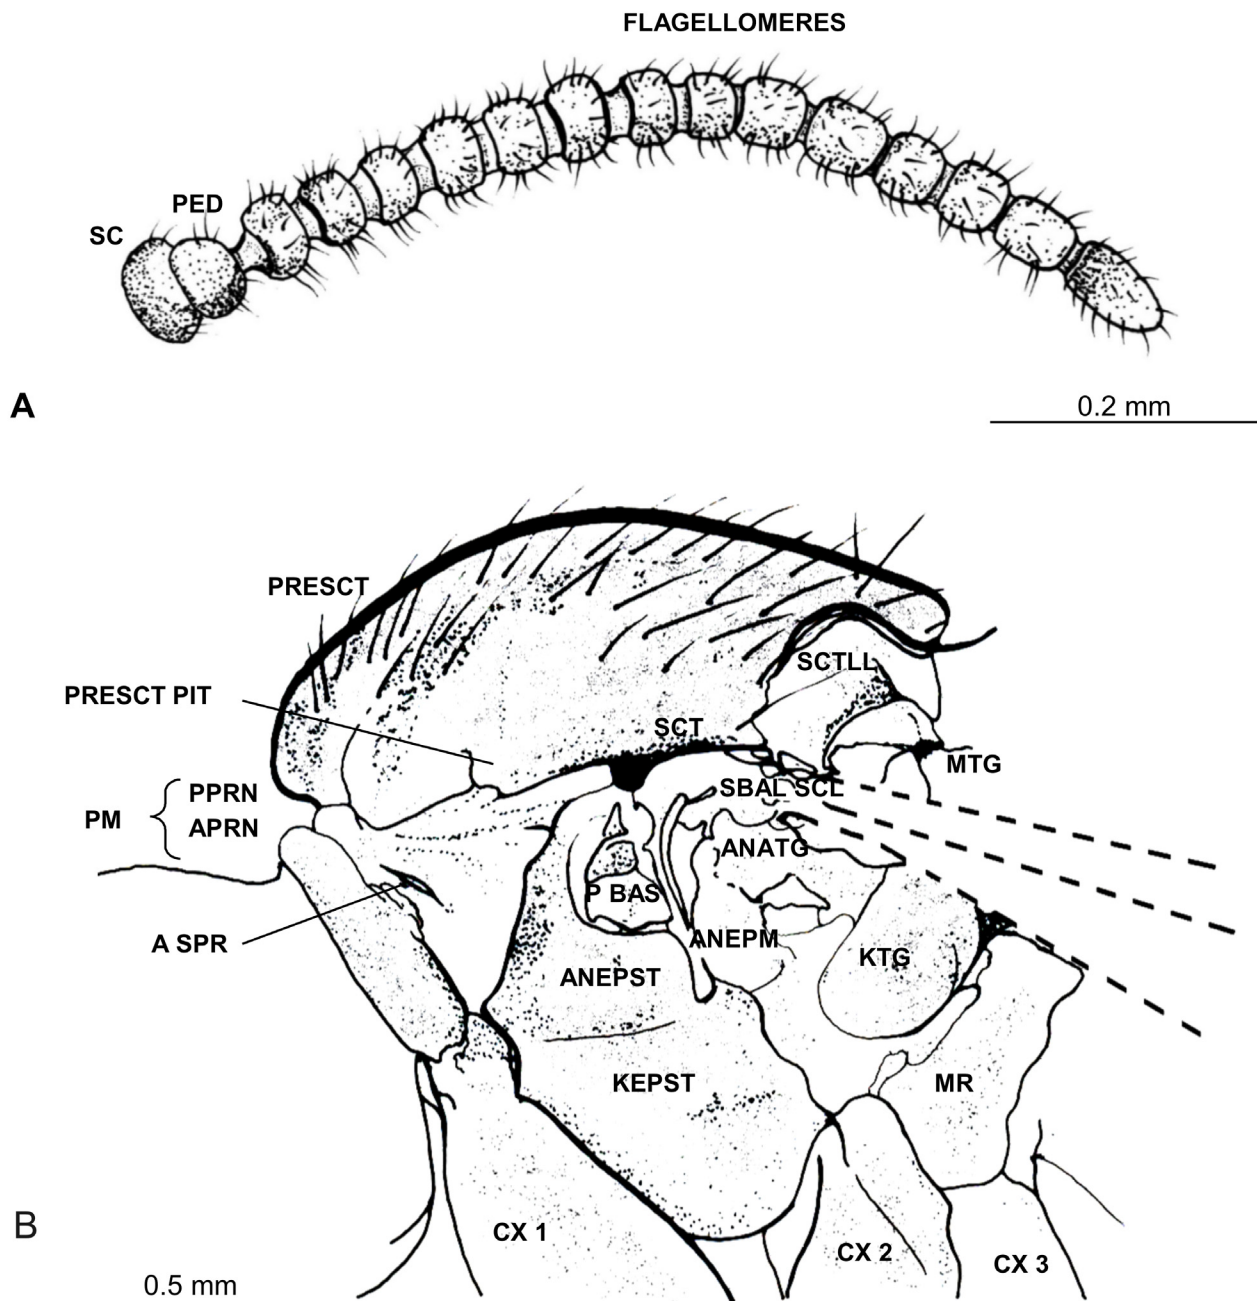 FLAGELLOMERES
PED
SC
A
0.2 mm
PRESCT
SCTLL
PRESCT PIT
SCT
MTG
SBAL SCL
PPRN
PM
APRN
ANATG
P BAS
A SPR
ANEPM
KTG
ANEPST
KEPST
MR
B
CX 1
CX 2
CX 3
0.5 mm